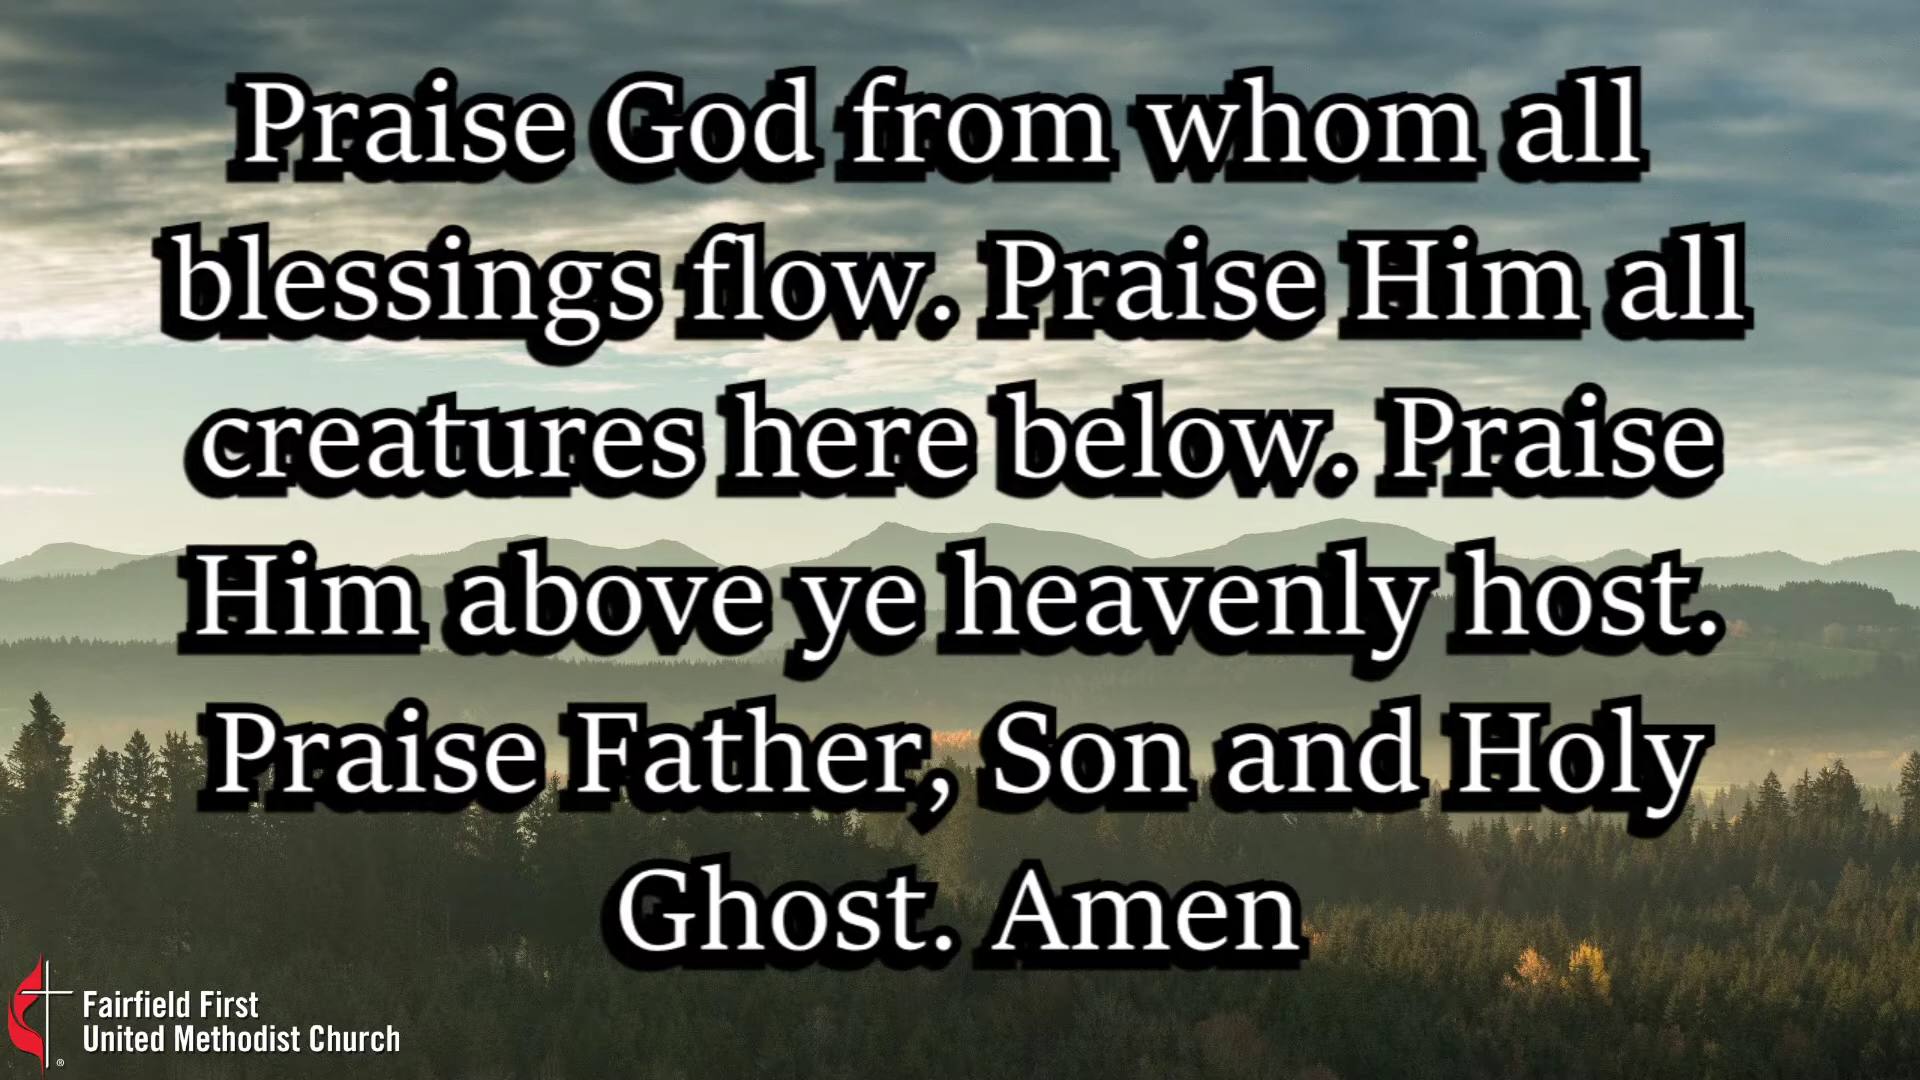 Praise God from whom all
blessings flow. Praise Him all
creatures here below. Praise
Him above ye heavenly host.
Praise Father, Son and Holy
Ghost. Amen
Fairfield First
United Methodist Church
®